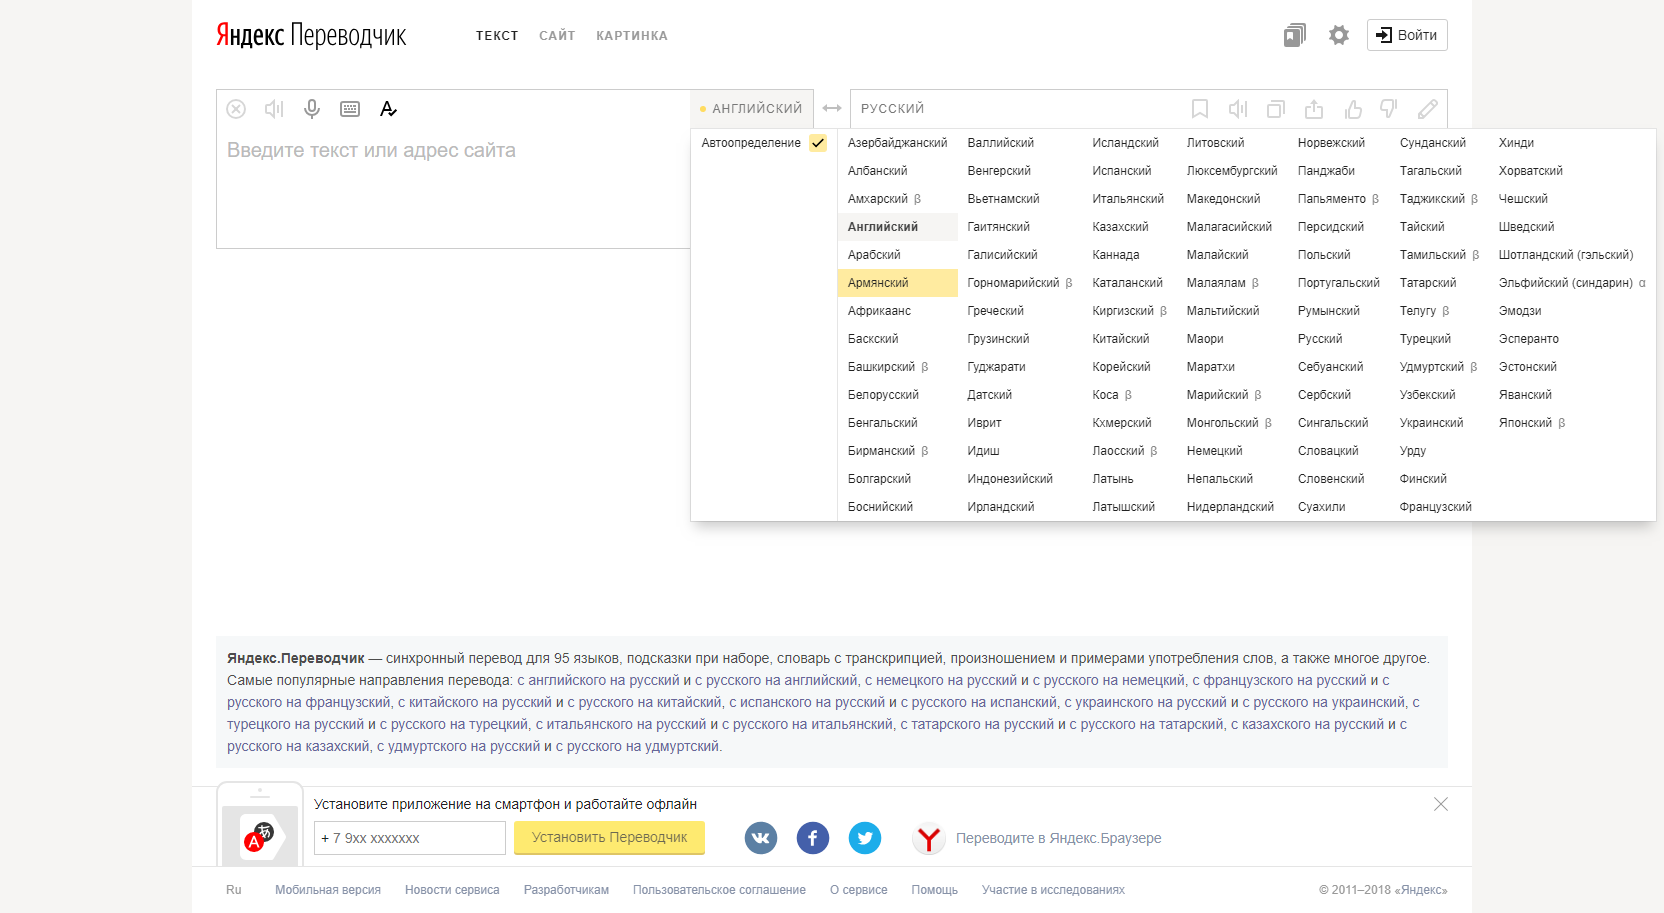 Яндекс Переводчик
ТЕКСТ САЙТ КАРТИНКА
Войти
АНГЛИЙСКИЙ
РУССКИЙ
Введите текст или адрес сайта
Автоопределение
Азербайджанский Валлийский Исландский Литовский Норвежский Сунданский Хинди
Албанский Венгерский Испанский Люксембургский Панджаби Тагальский Хорватский
Амхарский β Вьетнамский Итальянский Македонский Папьяменто β Таджикский β Чешский
Английский Гаитянский Казахский Малагасийский Персидский Тайский Шведский
Арабский Галисийский Каннада Малайский Польский Тамильский β Шотландский (гэльский)
Армянский Горномарийский β Каталанский Малаялам β Португальский Татарский Эльфийский (синдарин) α
Африкаанс Греческий Киргизский β Мальтийский Румынский Телугу β Эмодзи
Баскский Грузинский Китайский Маори Русский Турецкий Эсперанто
Башкирский β Гуджарати Корейский Маратхи Себуанский Удмуртский β Эстонский
Белорусский Датский Коса β Марийский β Сербский Узбекский Яванский
Бенгальский Иврит Кхмерский Монгольский β Сингальский Украинский Японский β
Бирманский β Идиш Лаосский β Немецкий Словацкий Урду
Болгарский Индонезийский Латынь Непальский Словенский Финский
Боснийский Ирландский Латышский Нидерландский Суахили Французский
Яндекс.Переводчик — синхронный перевод для 95 языков, подсказки при наборе, словарь с транскрипцией, произношением и примерами употребления слов, а также многое другое.
Самые популярные направления перевода: с английского на русский и с русского на английский, с немецкого на русский и с русского на немецкий, с французского на русский и с
русского на французский, с китайского на русский и с русского на китайский, с испанского на русский и с русского на испанский, с украинского на русский и с русского на украинский, с
турецкого на русский и с русского на турецкий, с итальянского на русский и с русского на итальянский, с татарского на русский и с русского на татарский, с казахского на русский и с
русского на казахский, с удмуртского на русский и с русского на удмуртский.
Установите приложение на смартфон и работайте офлайн
+ 7 9xx xxxxxxx
Установить Переводчик
Переводите в Яндекс.Браузере
Ru Мобильная версия Новости сервиса Разработчикам Пользовательское соглашение О сервисе Помощь Участие в исследованиях © 2011–2018 «Яндекс»